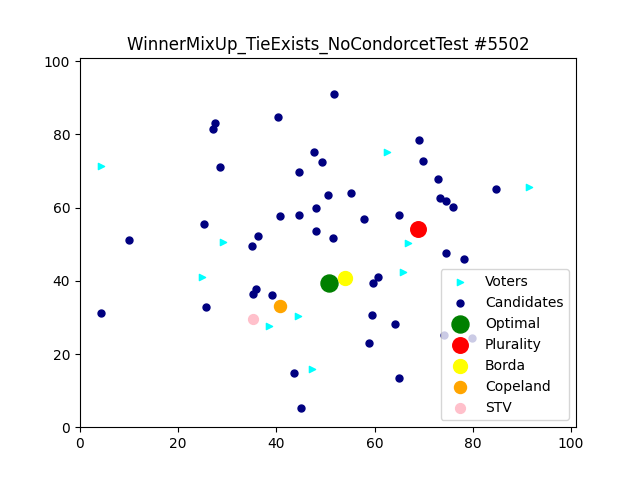 WinnerMixUp_TieExists_NoCondorcetTest #5502
100
80
60
40
20
0
Voters
Candidates
Optimal
Plurality
Borda
Copeland
STV
0 20 40 60 80 100